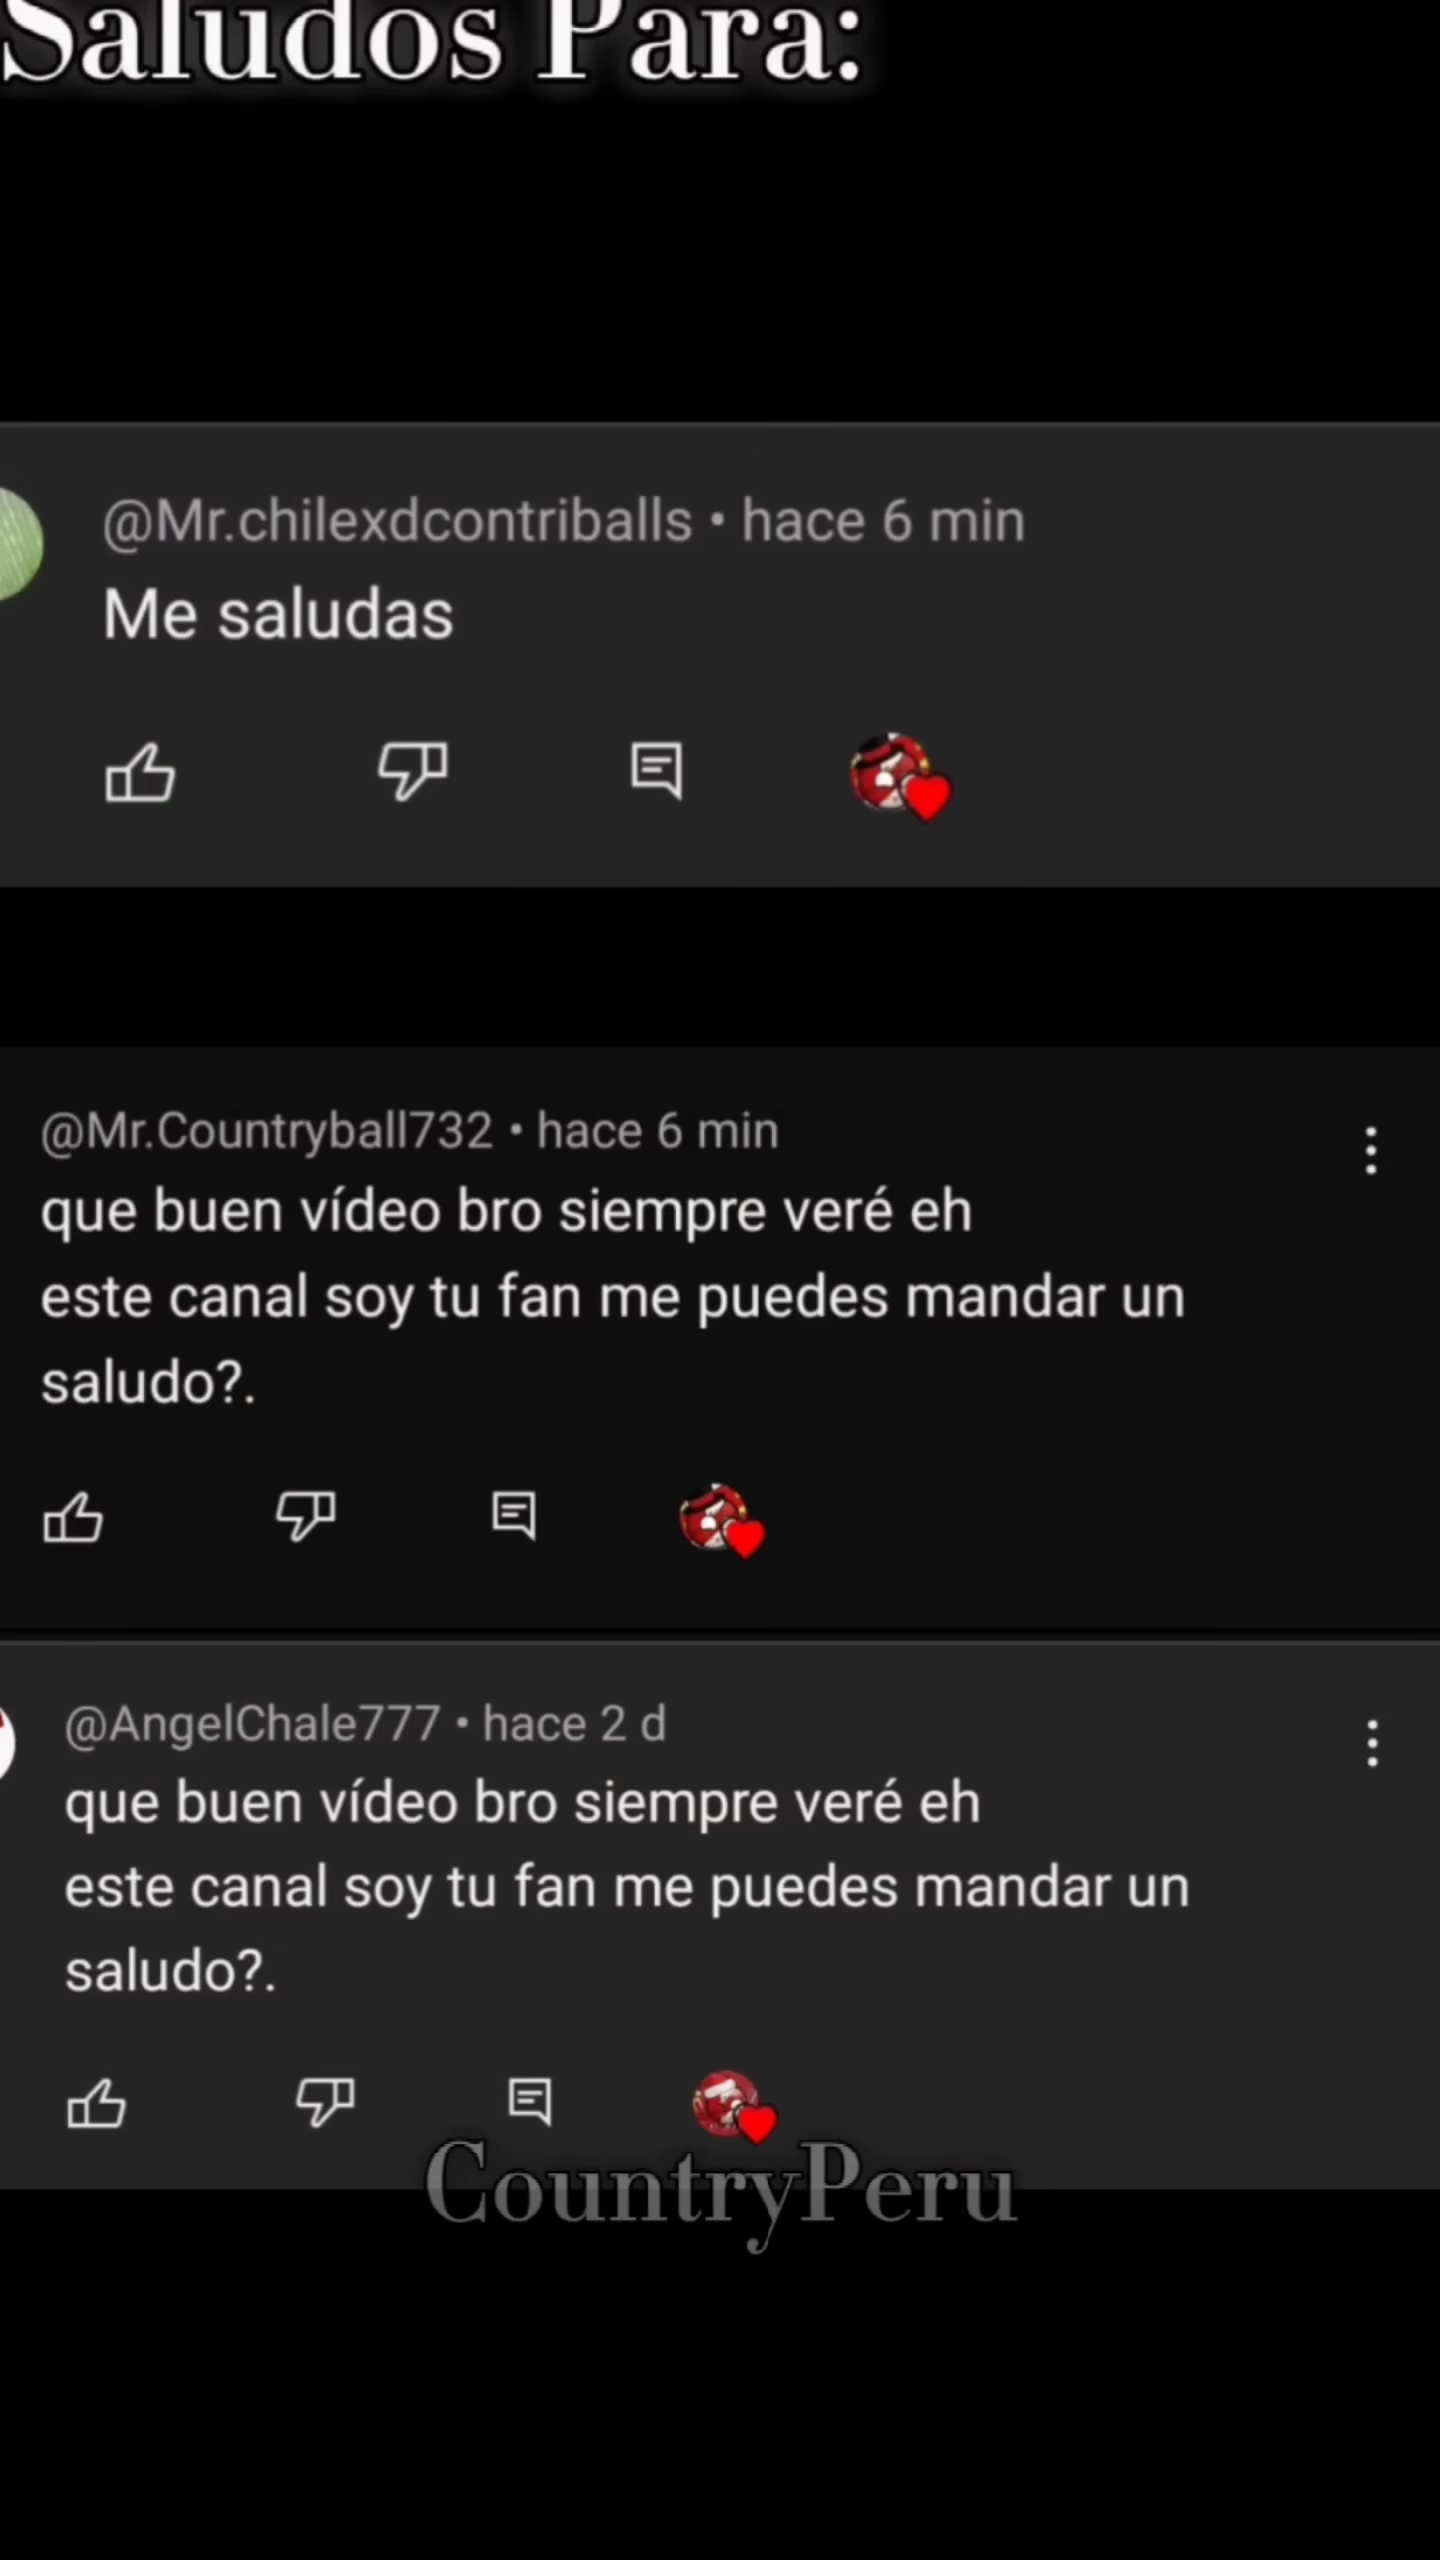 Saludos Para:
@Mr.chilexdcontriballs • hace 6 min
Me saludas
@Mr.Countryball732 • hace 6 min
que buen vídeo bro siempre veré eh
este canal soy tu fan me puedes mandar un
saludo?.
@AngelChale777 • hace 2 d
que buen vídeo bro siempre veré eh
este canal soy tu fan me puedes mandar un
saludo?.
CountryPeru